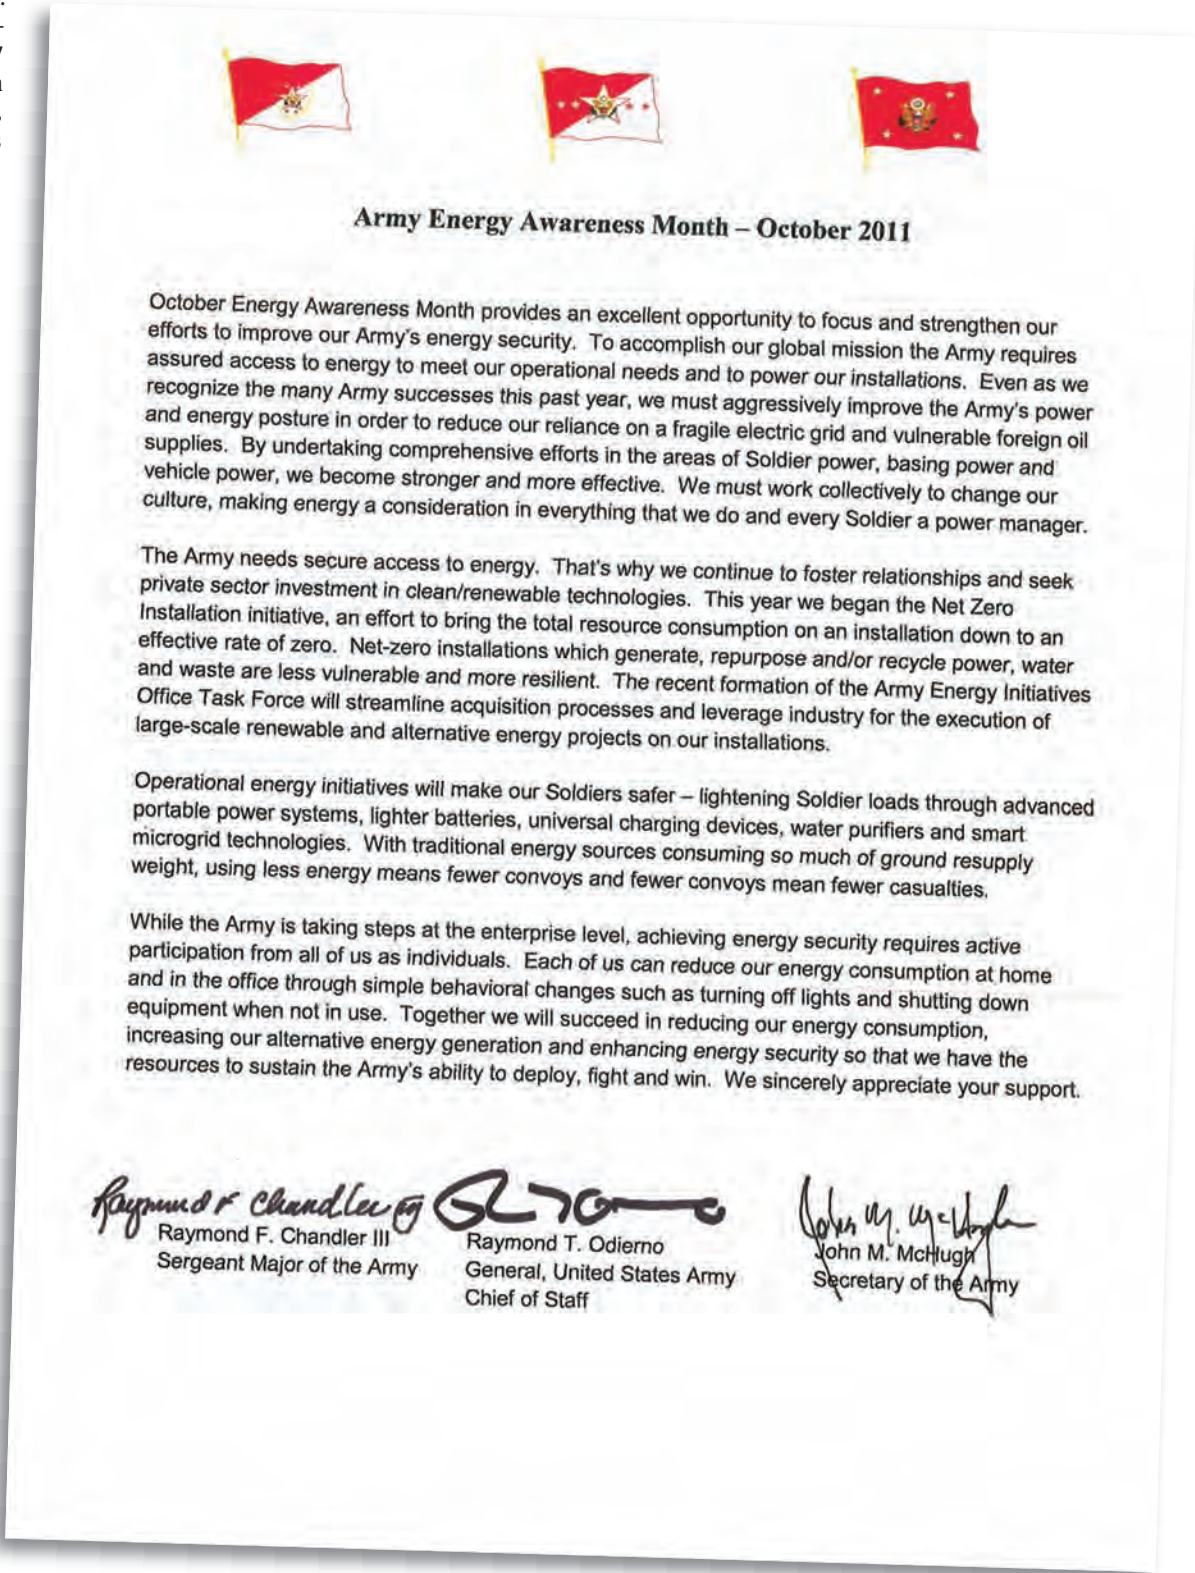 Army Energy Awareness Month – October 2011
October Energy Awareness Month provides an excellent opportunity to focus and strengthen our
efforts to improve our Army's energy security. To accomplish our global mission the Army requires
assured access to energy to meet our operational needs and to power our installations. Even as we
recognize the many Army successes this past year, we must aggressively improve the Army's power
and energy posture in order to reduce our reliance on a fragile electric grid and vulnerable foreign oil
supplies. By undertaking comprehensive efforts in the areas of Soldier power, basing power and
vehicle power, we become stronger and more effective. We must work collectively to change our
culture, making energy a consideration in everything that we do and every Soldier a power manager.
The Army needs secure access to energy. That's why we continue to foster relationships and seek
private sector investment in clean/renewable technologies. This year we began the Net Zero
Installation initiative, an effort to bring the total resource consumption on an installation down to an
effective rate of zero. Net-zero installations which generate, repurpose and/or recycle power, water
and waste are less vulnerable and more resilient. The recent formation of the Army Energy Initiatives
Office Task Force will streamline acquisition processes and leverage industry for the execution of
large-scale renewable and alternative energy projects on our installations.
Operational energy initiatives will make our Soldiers safer – lightening Soldier loads through advanced
portable power systems, lighter batteries, universal charging devices, water purifiers and smart
microgrid technologies. With traditional energy sources consuming so much of ground resupply
weight, using less energy means fewer convoys and fewer convoys mean fewer casualties.
While the Army is taking steps at the enterprise level, achieving energy security requires active
participation from all of us as individuals. Each of us can reduce our energy consumption at home
and in the office through simple behavioral changes such as turning off lights and shutting down
equipment when not in use. Together we will succeed in reducing our energy consumption,
increasing our alternative energy generation and enhancing energy security so that we have the
resources to sustain the Army's ability to deploy, fight and win. We sincerely appreciate your support.
Raymond F Chandler III
Raymond F. Chandler III
Sergeant Major of the Army
Raymond T. Odierno
General, United States Army
Chief of Staff
John M. McHugh
John M. McHugh
Secretary of the Army